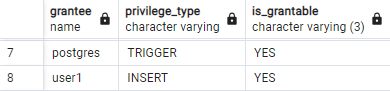 grantee privilege_type is_grantable
name character varying character varying (3)
7 postgres TRIGGER YES
8 user1 INSERT YES